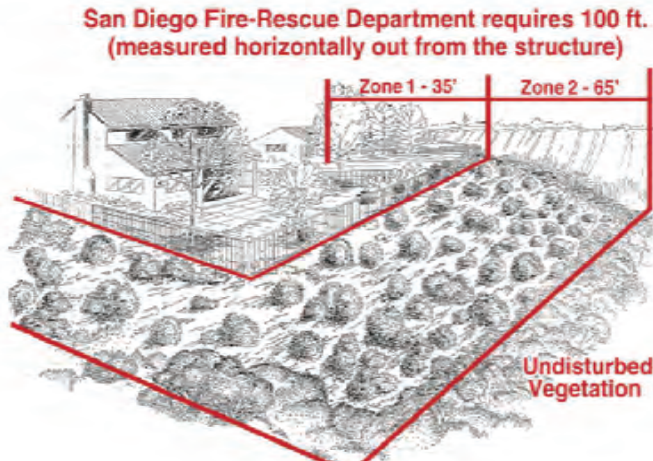 San Diego Fire-Rescue Department requires 100 ft.
(measured horizontally out from the structure)
Zone 1 - 35'
Zone 2 - 65'
Undisturbed
Vegetation